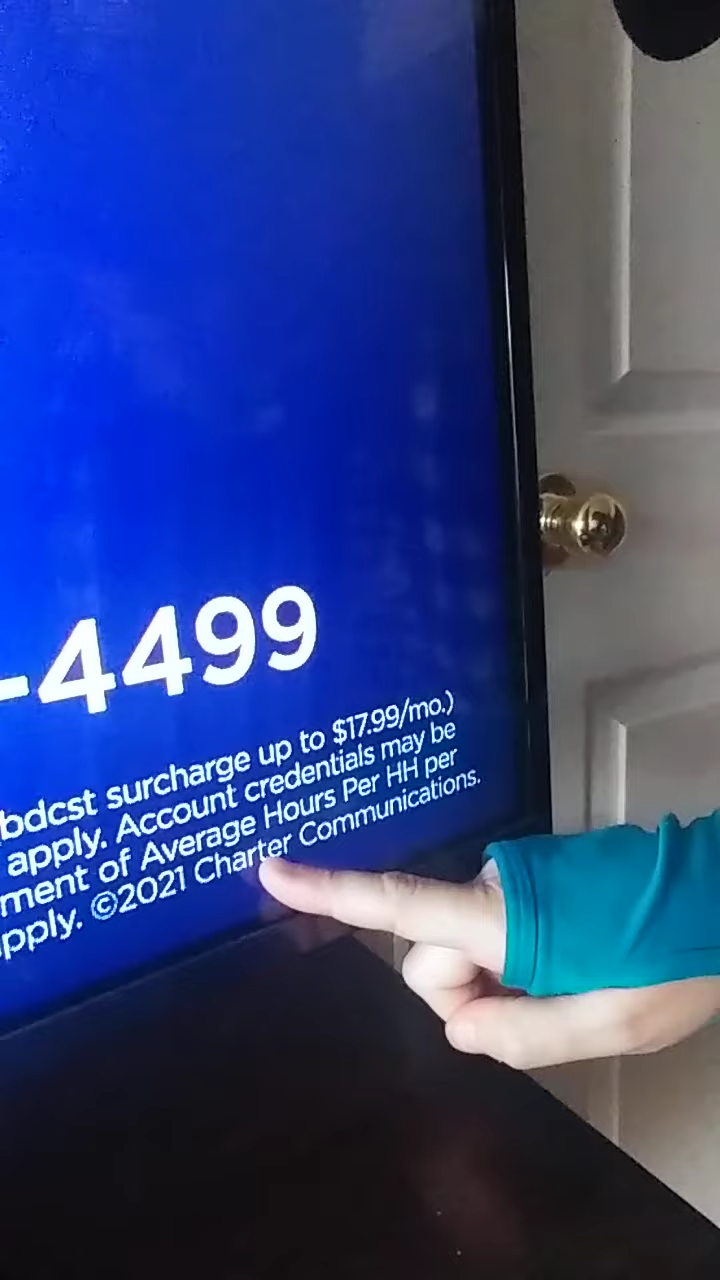 -4499
bdcst surcharge up to $17.99/mo.)
apply. Account credentials may be
ment of Average Hours Per HH per
pply. ©2021 Charter Communications.